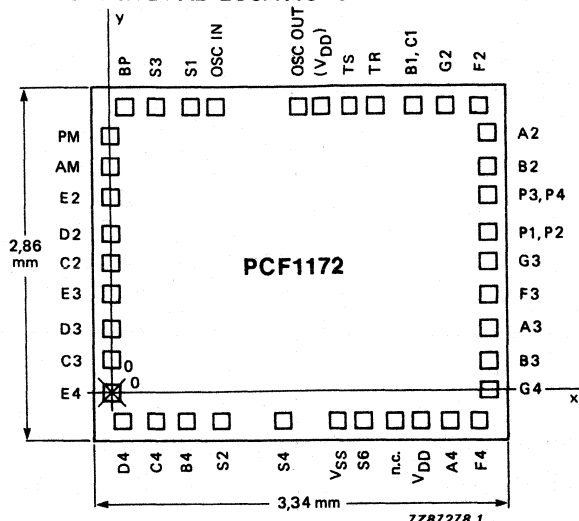 y
BP S3 S1 OSC IN OSC OUT (VDD) TS TR B1, C1 G2 F2
PM A2
AM B2
E2 P3, P4
D2 P1, P2
2,86 mm
C2 PCF1172 G3
E3 F3
D3 A3
C3 0 B3
E4 0 G4 x
D4 C4 B4 S2 S4 VSS S6 n.c. VDD A4 F4
3,34 mm
7Z87278.1